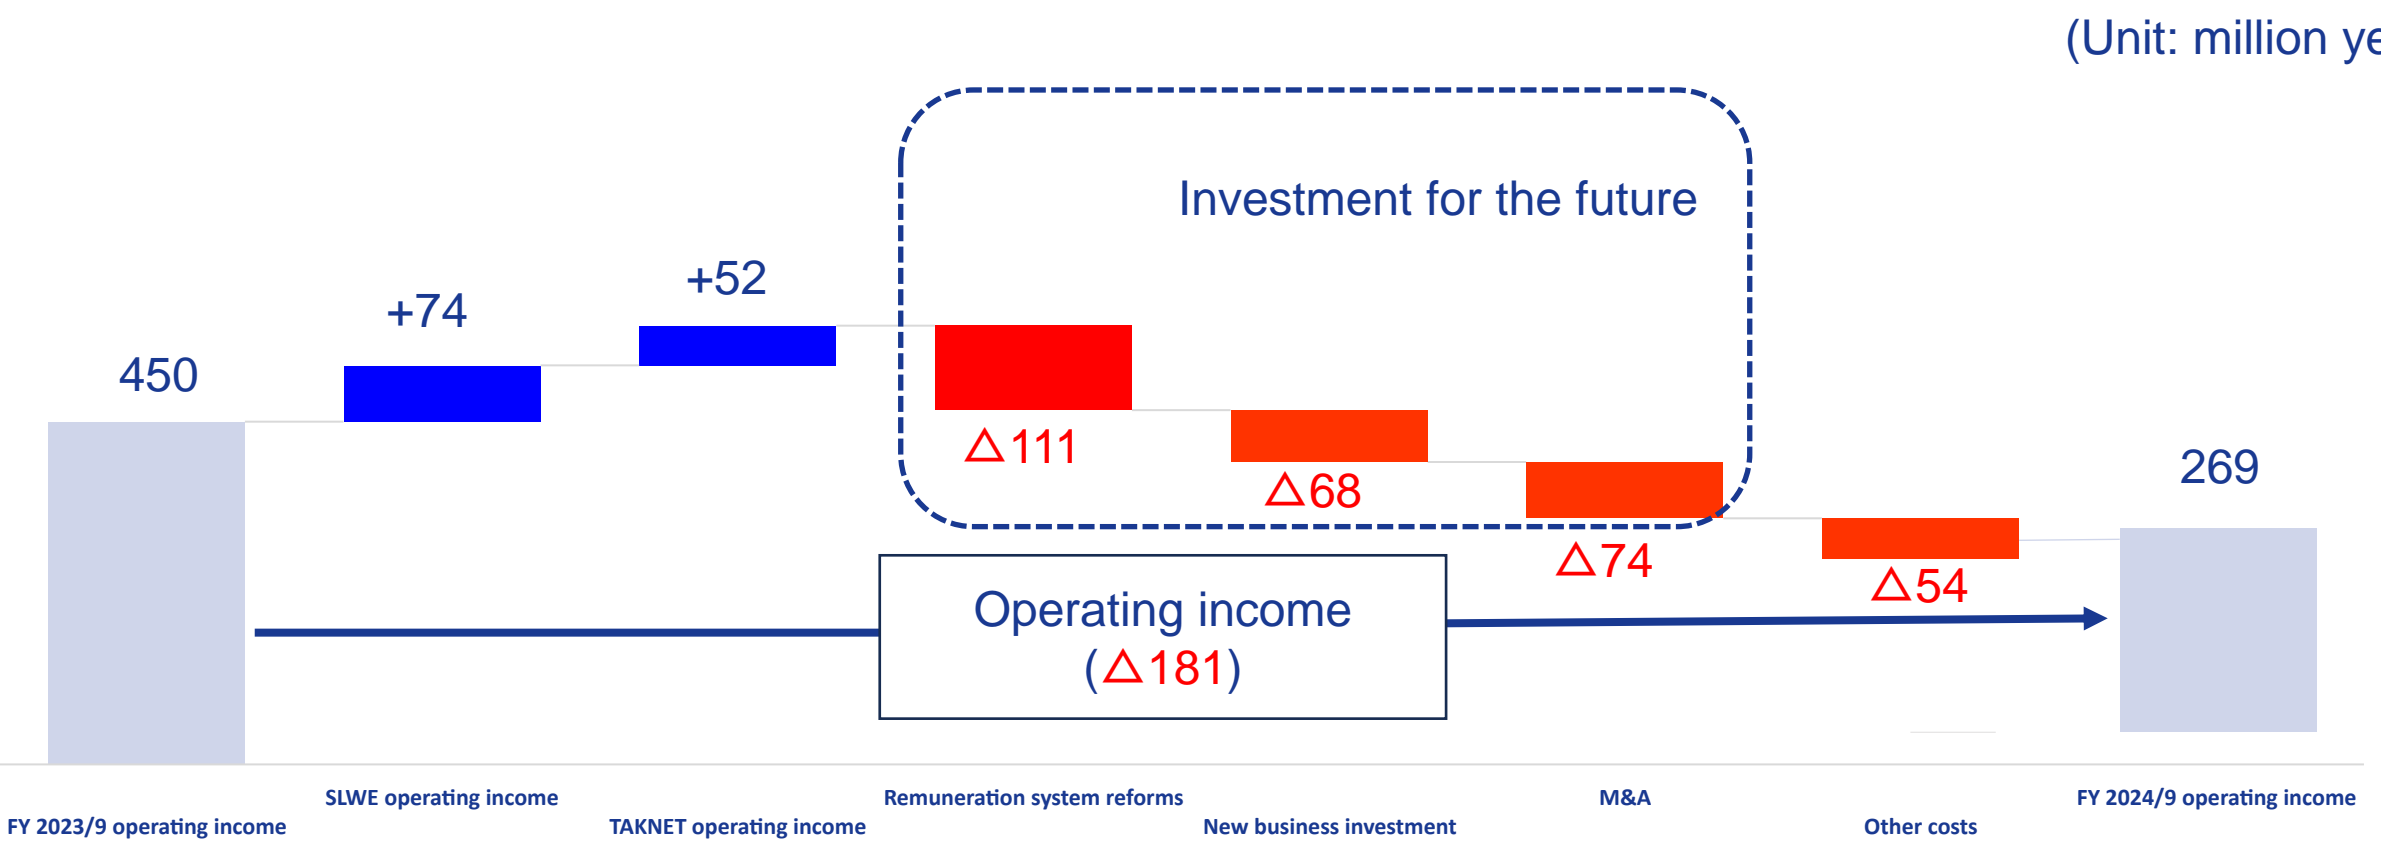 (Unit: million ye
Investment for the future
450
+74
+52
△111
△68
△74
△54
269
Operating income
(△181)
SLWE operating income
Remuneration system reforms
M&A
FY 2024/9 operating income
FY 2023/9 operating income
TAKNET operating income
New business investment
Other costs